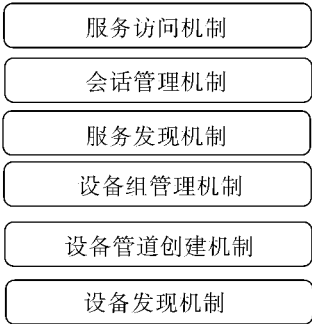 服务访问机制
会话管理机制
服务发现机制
设备组管理机制
设备管道创建机制
设备发现机制